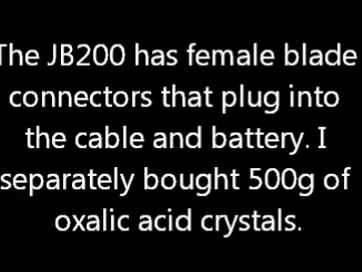 The JB200 has female blade
connectors that plug into
the cable and battery. I
separately bought 500g of
oxalic acid crystals.